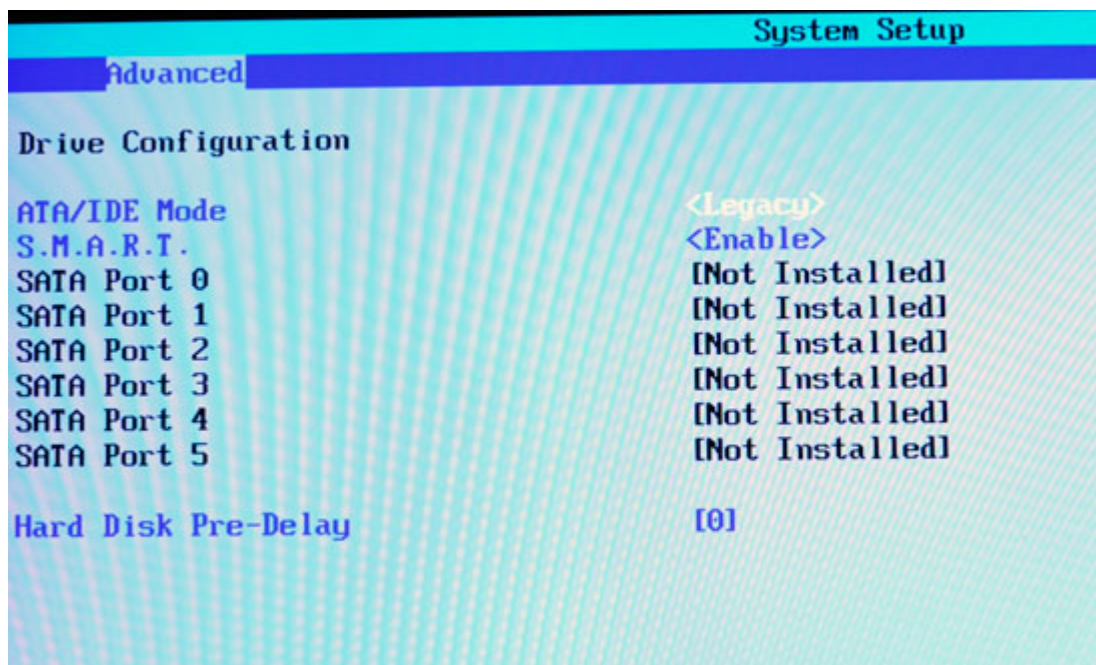 System Setup
Advanced
Drive Configuration
ATA/IDE Mode <Legacy>
S.M.A.R.T. <Enable>
SATA Port 0 [Not Installed]
SATA Port 1 [Not Installed]
SATA Port 2 [Not Installed]
SATA Port 3 [Not Installed]
SATA Port 4 [Not Installed]
SATA Port 5 [Not Installed]
Hard Disk Pre-Delay [0]